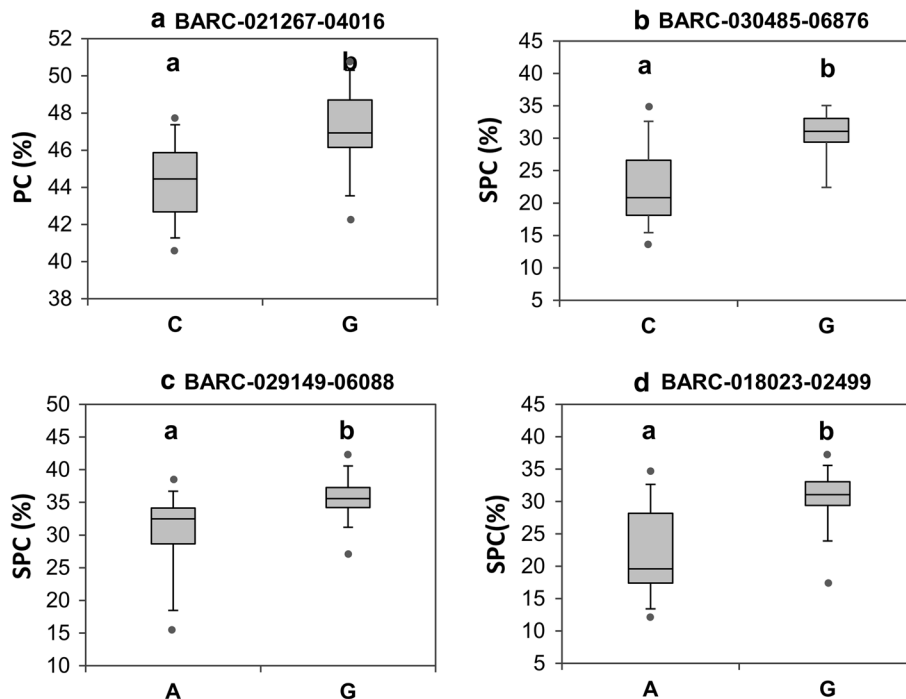 a BARC-021267-04016
PC (%)
52
50
48
46
44
42
40
38
a
b
C
G
b BARC-030485-06876
SPC (%)
45
40
35
30
25
20
15
10
5
a
b
C
G
c BARC-029149-06088
SPC (%)
50
45
40
35
30
25
20
15
10
a
b
A
G
d BARC-018023-02499
SPC(%)
45
40
35
30
25
20
15
10
5
a
b
A
G